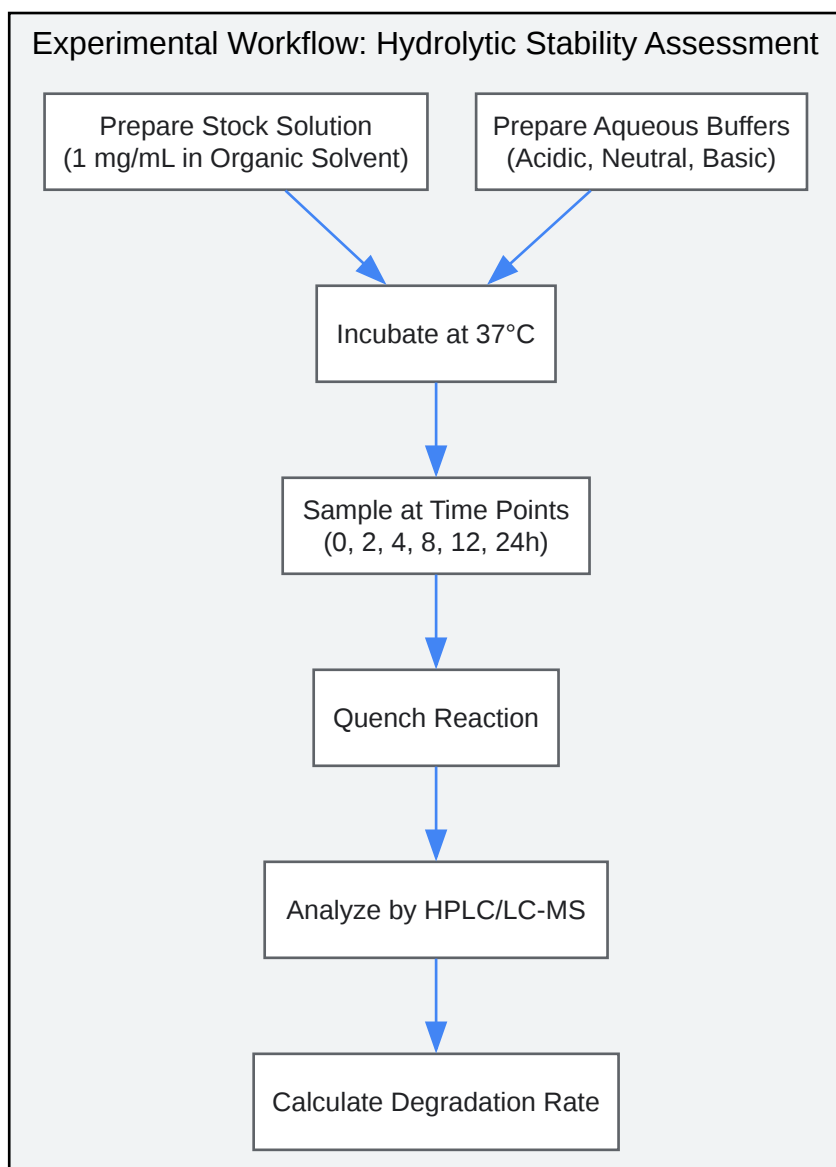 Experimental Workflow: Hydrolytic Stability Assessment
Prepare Stock Solution
(1 mg/mL in Organic Solvent)
Prepare Aqueous Buffers
(Acidic, Neutral, Basic)
Incubate at 37°C
Sample at Time Points
(0, 2, 4, 8, 12, 24h)
Quench Reaction
Analyze by HPLC/LC-MS
Calculate Degradation Rate